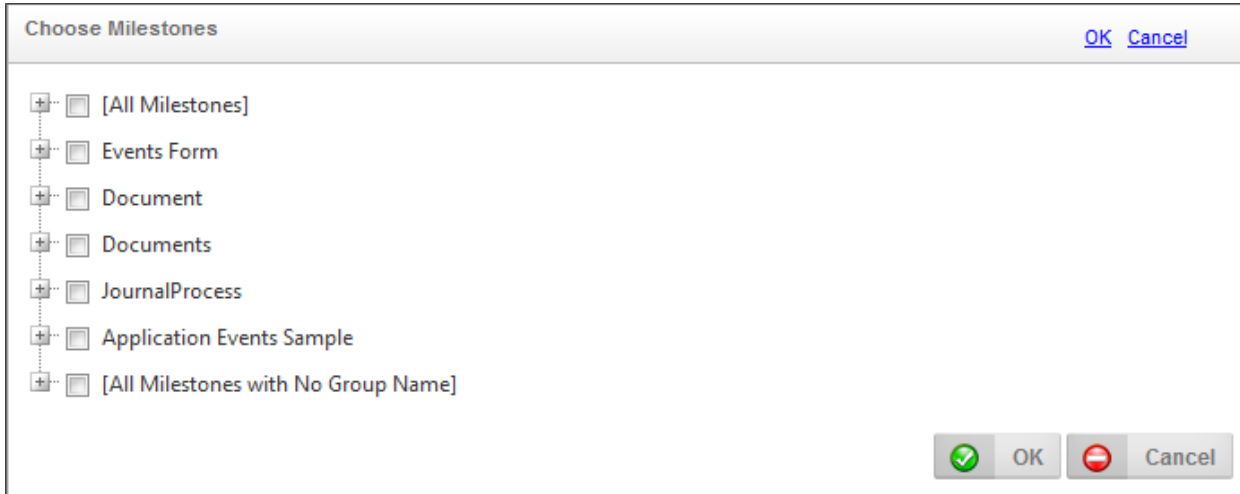 Choose Milestones
OK Cancel
[All Milestones]
Events Form
Document
Documents
JournalProcess
Application Events Sample
[All Milestones with No Group Name]
OK Cancel